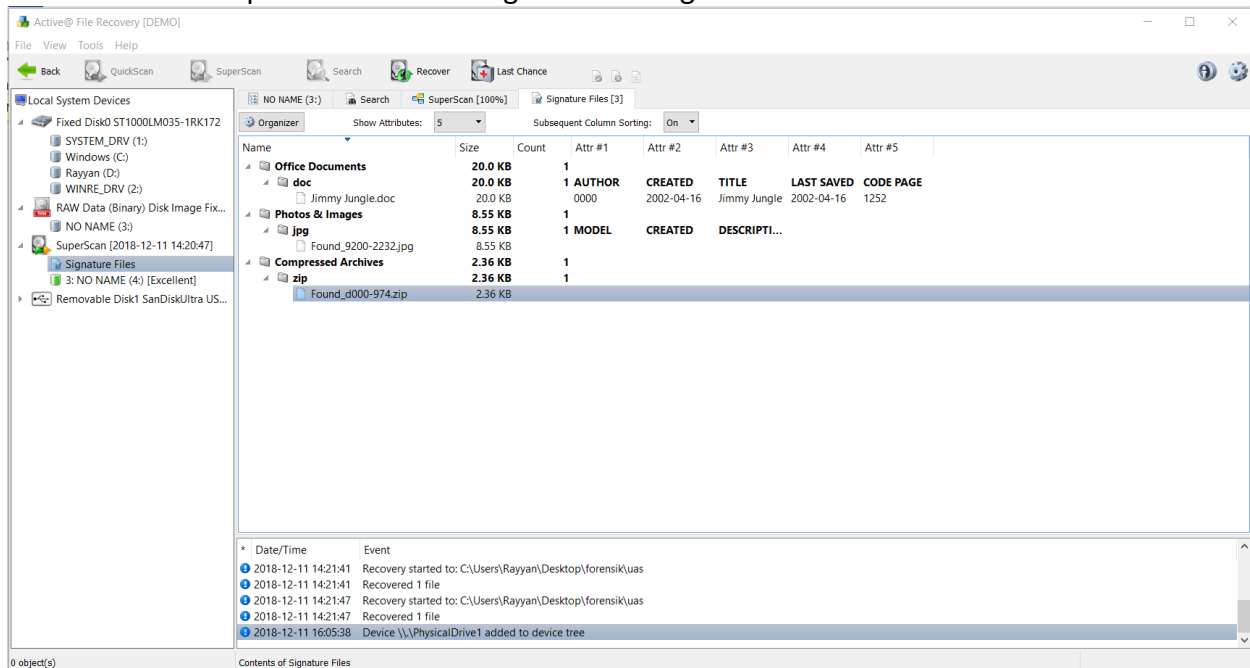 Active@ File Recovery [DEMO]
File View Tools Help
Back QuickScan SuperScan Search Recover Last Chance
Local System Devices
Fixed Disk0 ST1000LM035-1RK172
SYSTEM_DRV (1:)
Windows (C:)
Rayyan (D:)
WINRE_DRV (2:)
RAW Data (Binary) Disk Image Fix...
NO NAME (3:)
SuperScan [2018-12-11 14:20:47]
Signature Files
3: NO NAME (4:) [Excellent]
Removable Disk1 SanDiskUltra US...
NO NAME (3:) Search SuperScan [100%] Signature Files [3]
Organizer Show Attributes: 5 Subsequent Column Sorting: On
Name Size Count Attr #1 Attr #2 Attr #3 Attr #4 Attr #5
Office Documents 20.0 KB 1
doc 20.0 KB 1 AUTHOR CREATED TITLE LAST SAVED CODE PAGE
Jimmy Jungle.doc 20.0 KB 0000 2002-04-16 Jimmy Jungle 2002-04-16 1252
Photos & Images 8.55 KB 1
jpg 8.55 KB 1 MODEL CREATED DESCRIPTI...
Found_9200-2232.jpg 8.55 KB
Compressed Archives 2.36 KB 1
zip 2.36 KB 1
Found_d000-974.zip 2.36 KB
* Date/Time Event
2018-12-11 14:21:41 Recovery started to: C:\Users\Rayyan\Desktop\forensik\uas
2018-12-11 14:21:41 Recovered 1 file
2018-12-11 14:21:47 Recovery started to: C:\Users\Rayyan\Desktop\forensik\uas
2018-12-11 14:21:47 Recovered 1 file
2018-12-11 16:05:38 Device \\.\PhysicalDrive1 added to device tree
0 object(s) Contents of Signature Files